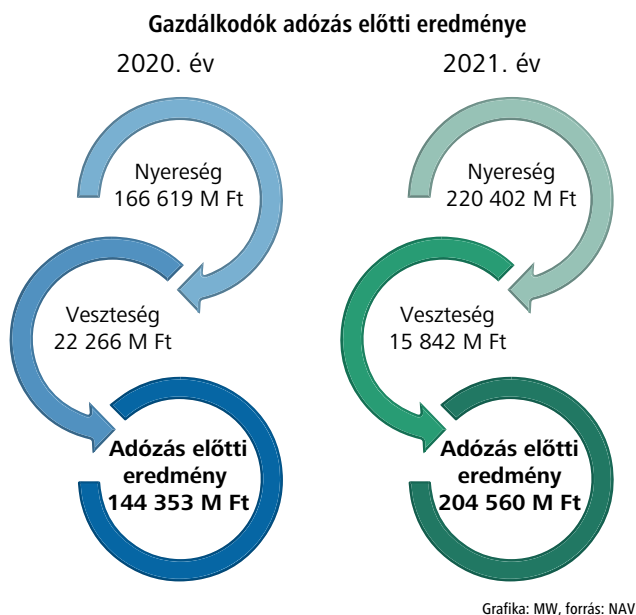 Gazdálkodók adózás előtti eredménye
2020. év
Nyereség
166 619 M Ft
Veszteség
22 266 M Ft
Adózás előtti
eredmény
144 353 M Ft
2021. év
Nyereség
220 402 M Ft
Veszteség
15 842 M Ft
Adózás előtti
eredmény
204 560 M Ft
Grafika: MW, forrás: NAV